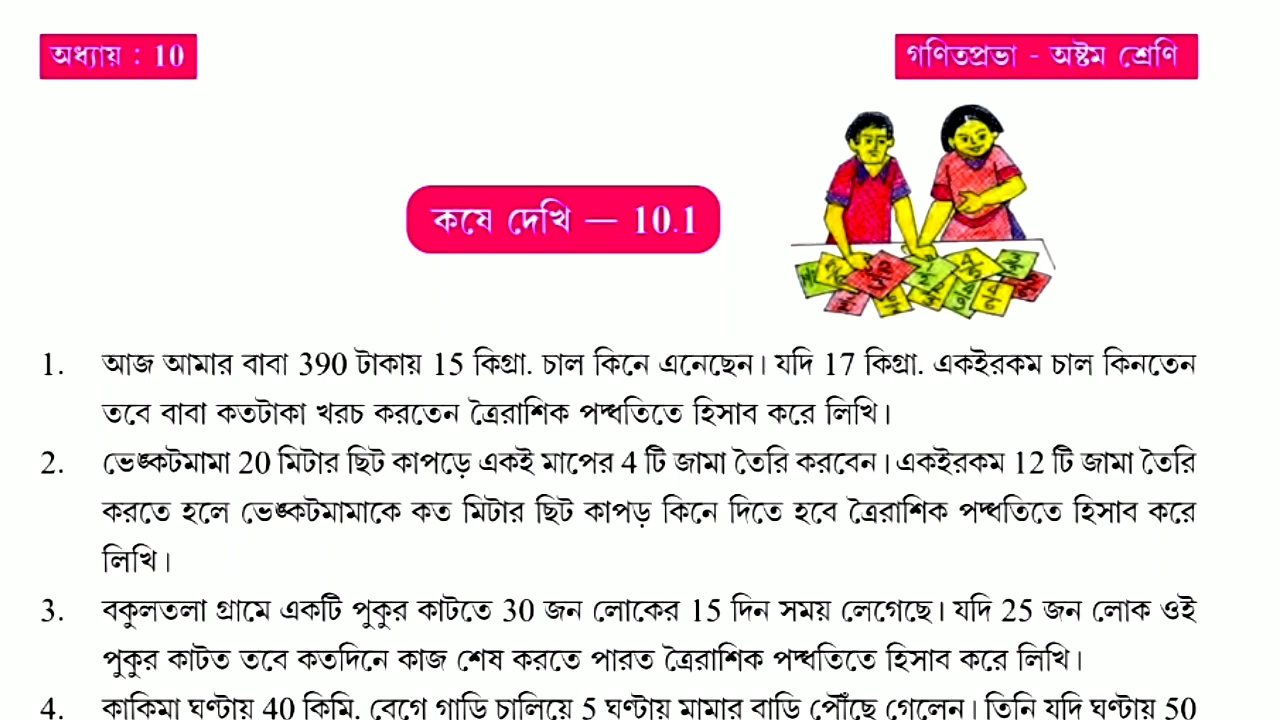 অধ্যায় : 10
গণিতপ্রভা - অষ্টম শ্রেণি
কষে দেখি — 10.1
1. আজ আমার বাবা 390 টাকায় 15 কিগ্রা. চাল কিনে এনেছেন। যদি 17 কিগ্রা. একইরকম চাল কিনতেন
তবে বাবা কতটাকা খরচ করতেন ত্রৈরাশিক পদ্ধতিতে হিসাব করে লিখি।
2. ভেঙ্কটমামা 20 মিটার ছিট কাপড়ে একই মাপের 4 টি জামা তৈরি করবেন। একইরকম 12 টি জামা তৈরি
করতে হলে ভেঙ্কটমামাকে কত মিটার ছিট কাপড় কিনে দিতে হবে ত্রৈরাশিক পদ্ধতিতে হিসাব করে
লিখি।
3. বকুলতলা গ্রামে একটি পুকুর কাটতে 30 জন লোকের 15 দিন সময় লেগেছে। যদি 25 জন লোক ওই
পুকুর কাটত তবে কতদিনে কাজ শেষ করতে পারত ত্রৈরাশিক পদ্ধতিতে হিসাব করে লিখি।
4. কাকিমা ঘণ্টায় 40 কিমি. বেগে গাড়ি চালিয়ে 5 ঘণ্টায় মামার বাড়ি পৌঁছে গেলেন। তিনি যদি ঘণ্টায় 50